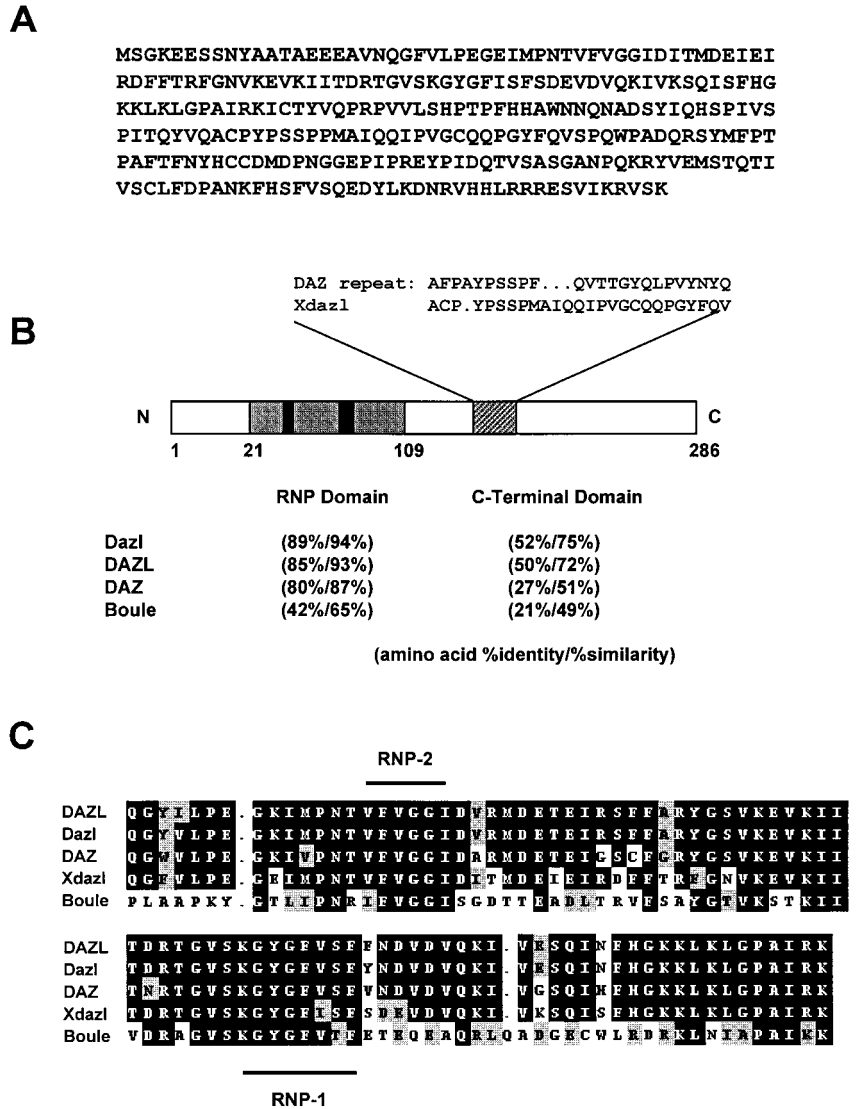 A
MSGKEESSNYAATAEEEAVNQGFVLPEGEIMPNTVFVGGIDITMDEIEI
RDFFTRFGNVKEVKIITDRTGVSKGYGFISFSDEVDVQKIVKSQISFHG
KKLKLGPAIRKICTYVQPRPVVLSHPTPFHHAWNNQNADSYIQHSPIVS
PITQYVQACPYPSSPPMAIQQIPVGCQQPGYFQVSPQWPADQRSYMFPT
PAFTFNYHCCDMDPNGGEPIPREYPIDQTVSASGANPQKRYVEMSTQTI
VSCLFDPANKFHSFVSQEDYLKDNRVHHLRRRESVIKRVSK
DAZ repeat: AFPAYPSSPF...QVTTGYQLPVYNYQ
Xdazl ACP.YPSSPMAIQQIPVGCQQPGYFQV
B
N C
1 21 109 286
RNP Domain C-Terminal Domain
Dazl (89%/94%) (52%/75%)
DAZL (85%/93%) (50%/72%)
DAZ (80%/87%) (27%/51%)
Boule (42%/65%) (21%/49%)
(amino acid %identity/%similarity)
C
RNP-2
DAZL QGYILPE.GKIMPNTVFVGGIDVRMDETEIRSFFARYGSVKEVKII
Dazl QGYVLPE.GKIMPNTVFVGGIDVRMDETEIRSFFARYGSVKEVKII
DAZ QGWVLPE.GKIVPNTVFVGGIDARMDETEIGSCFGRYGSVKEVKII
Xdazl QGFVLPE.GEIMPNTVFVGGIDITMDEIEIRDFFTRFGNVKEVKII
Boule PLAAPKY.GTLIPNRIFVGGISGDTTEADLTRVFSAYGTVKSTKII
DAZL TDRTGVSKGYGFVSFFNDVDVQKI.VESQINFHGKKLKLGPAIRK
Dazl TDRTGVSKGYGFVSFYNDVDVQKI.VESQINFHGKKLKLGPAIRK
DAZ TNRTGVSKGYGFVSFVNDVDVQKI.VGSQIHFHGKKLKLGPAIRK
Xdazl TDRTGVSKGYGFISFSDEVDVQKI.VKSQISFHGKKLKLGPAIRK
Boule VDRAGVSKGYGFVTFETEQEAQRLQADGECWLRDRKLNIAPAIKK
RNP-1